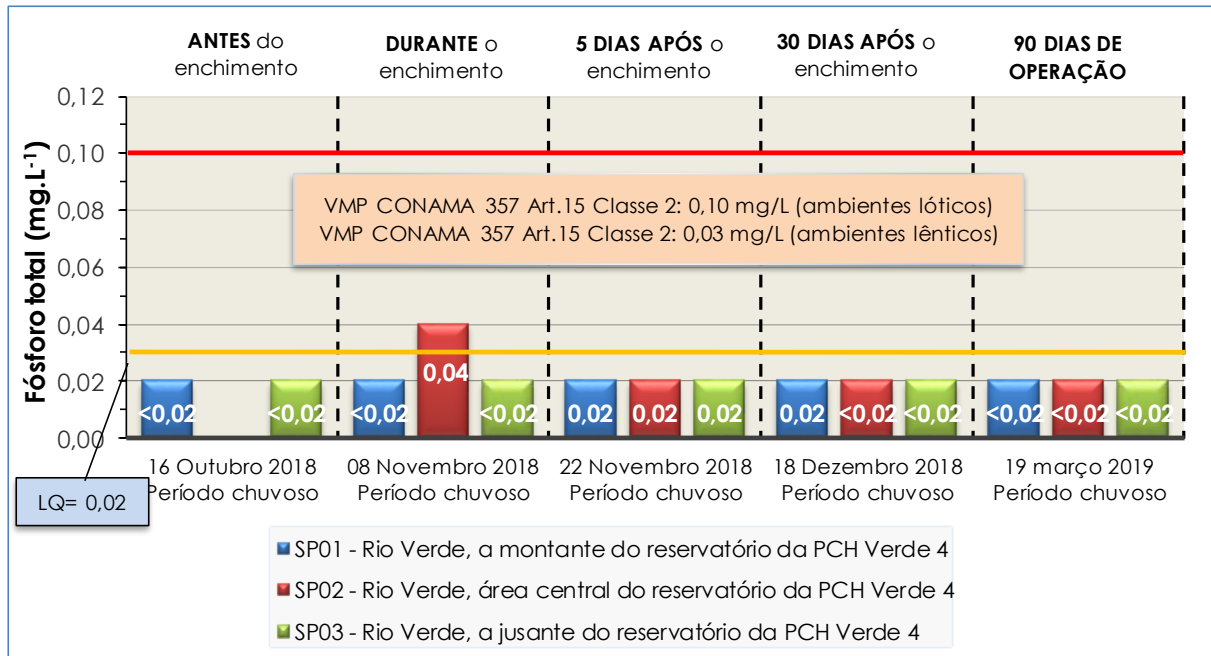 ANTES do
enchimento
DURANTE o
enchimento
5 DIAS APÓS o
enchimento
30 DIAS APÓS o
enchimento
90 DIAS DE
OPERAÇÃO
Fósforo total (mg.L-1)
0,12
0,10
0,08
0,06
0,04
0,02
0,00
VMP CONAMA 357 Art.15 Classe 2: 0,10 mg/L (ambientes lóticos)
VMP CONAMA 357 Art.15 Classe 2: 0,03 mg/L (ambientes lênticos)
<0,02 <0,02 <0,02 0,04 <0,02 0,02 0,02 0,02 0,02 <0,02 <0,02 <0,02 <0,02 <0,02
16 Outubro 2018
Período chuvoso
08 Novembro 2018
Período chuvoso
22 Novembro 2018
Período chuvoso
18 Dezembro 2018
Período chuvoso
19 março 2019
Período chuvoso
LQ= 0,02
SP01 - Rio Verde, a montante do reservatório da PCH Verde 4
SP02 - Rio Verde, área central do reservatório da PCH Verde 4
SP03 - Rio Verde, a jusante do reservatório da PCH Verde 4